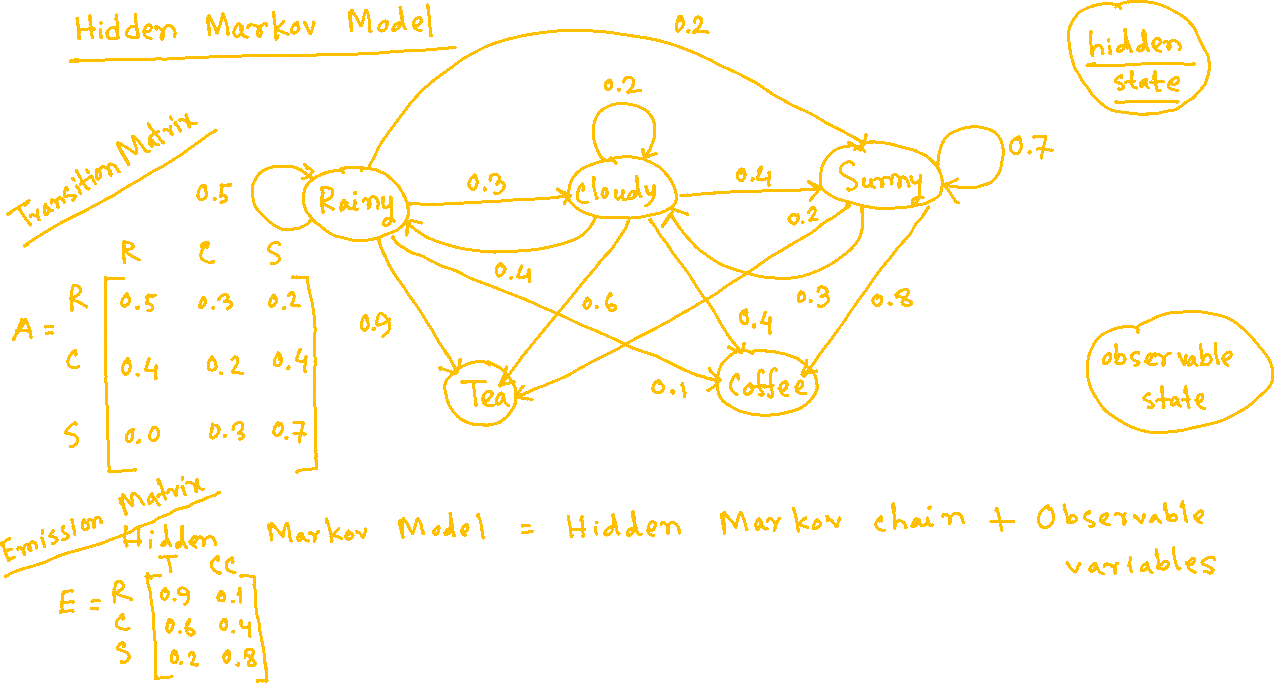 Hidden Markov Model
0.2
hidden
state
0.2
0.7
Transition Matrix
0.5
Rainy
0.3
Cloudy
0.4
Sunny
0.2
R C S
0.4
A = R 0.5 0.3 0.2
0.9
0.6
0.4
0.3
0.8
C 0.4 0.2 0.4
Tea
0.1
Coffee
observable
state
S 0.0 0.3 0.7
Emission Matrix
Hidden Markov Model = Hidden Markov chain + Observable
variables
T CC
E = R 0.9 0.1
C 0.6 0.4
S 0.2 0.8